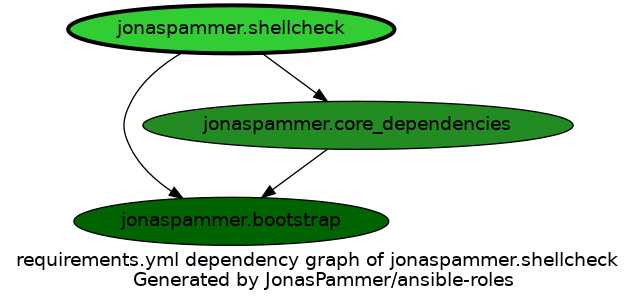 jonaspammer.shellcheck
jonaspammer.core_dependencies
jonaspammer.bootstrap
requirements.yml dependency graph of jonaspammer.shellcheck
Generated by JonasPammer/ansible-roles